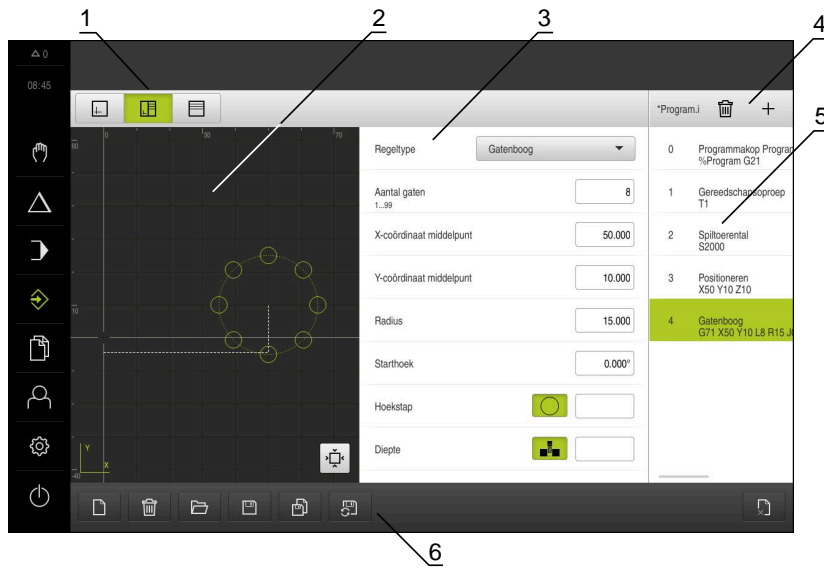 1
2
3
4
5
0
08:45
*Program.i
60
0
30
70
Regeltype
Gatenboog
0
Programmakop Prograr
%Program G21
Aantal gaten
1...99
8
1
Gereedschapsoproep
T1
X-coördinaat middelpunt
50.000
2
Spiltoerental
S2000
Y-coördinaat middelpunt
10.000
3
Positioneren
X50 Y10 Z10
10
Radius
15.000
4
Gatenboog
G71 X50 Y10 L8 R15 J
Starthoek
0.000°
Hoekstap
Diepte
Y
X
-40
6